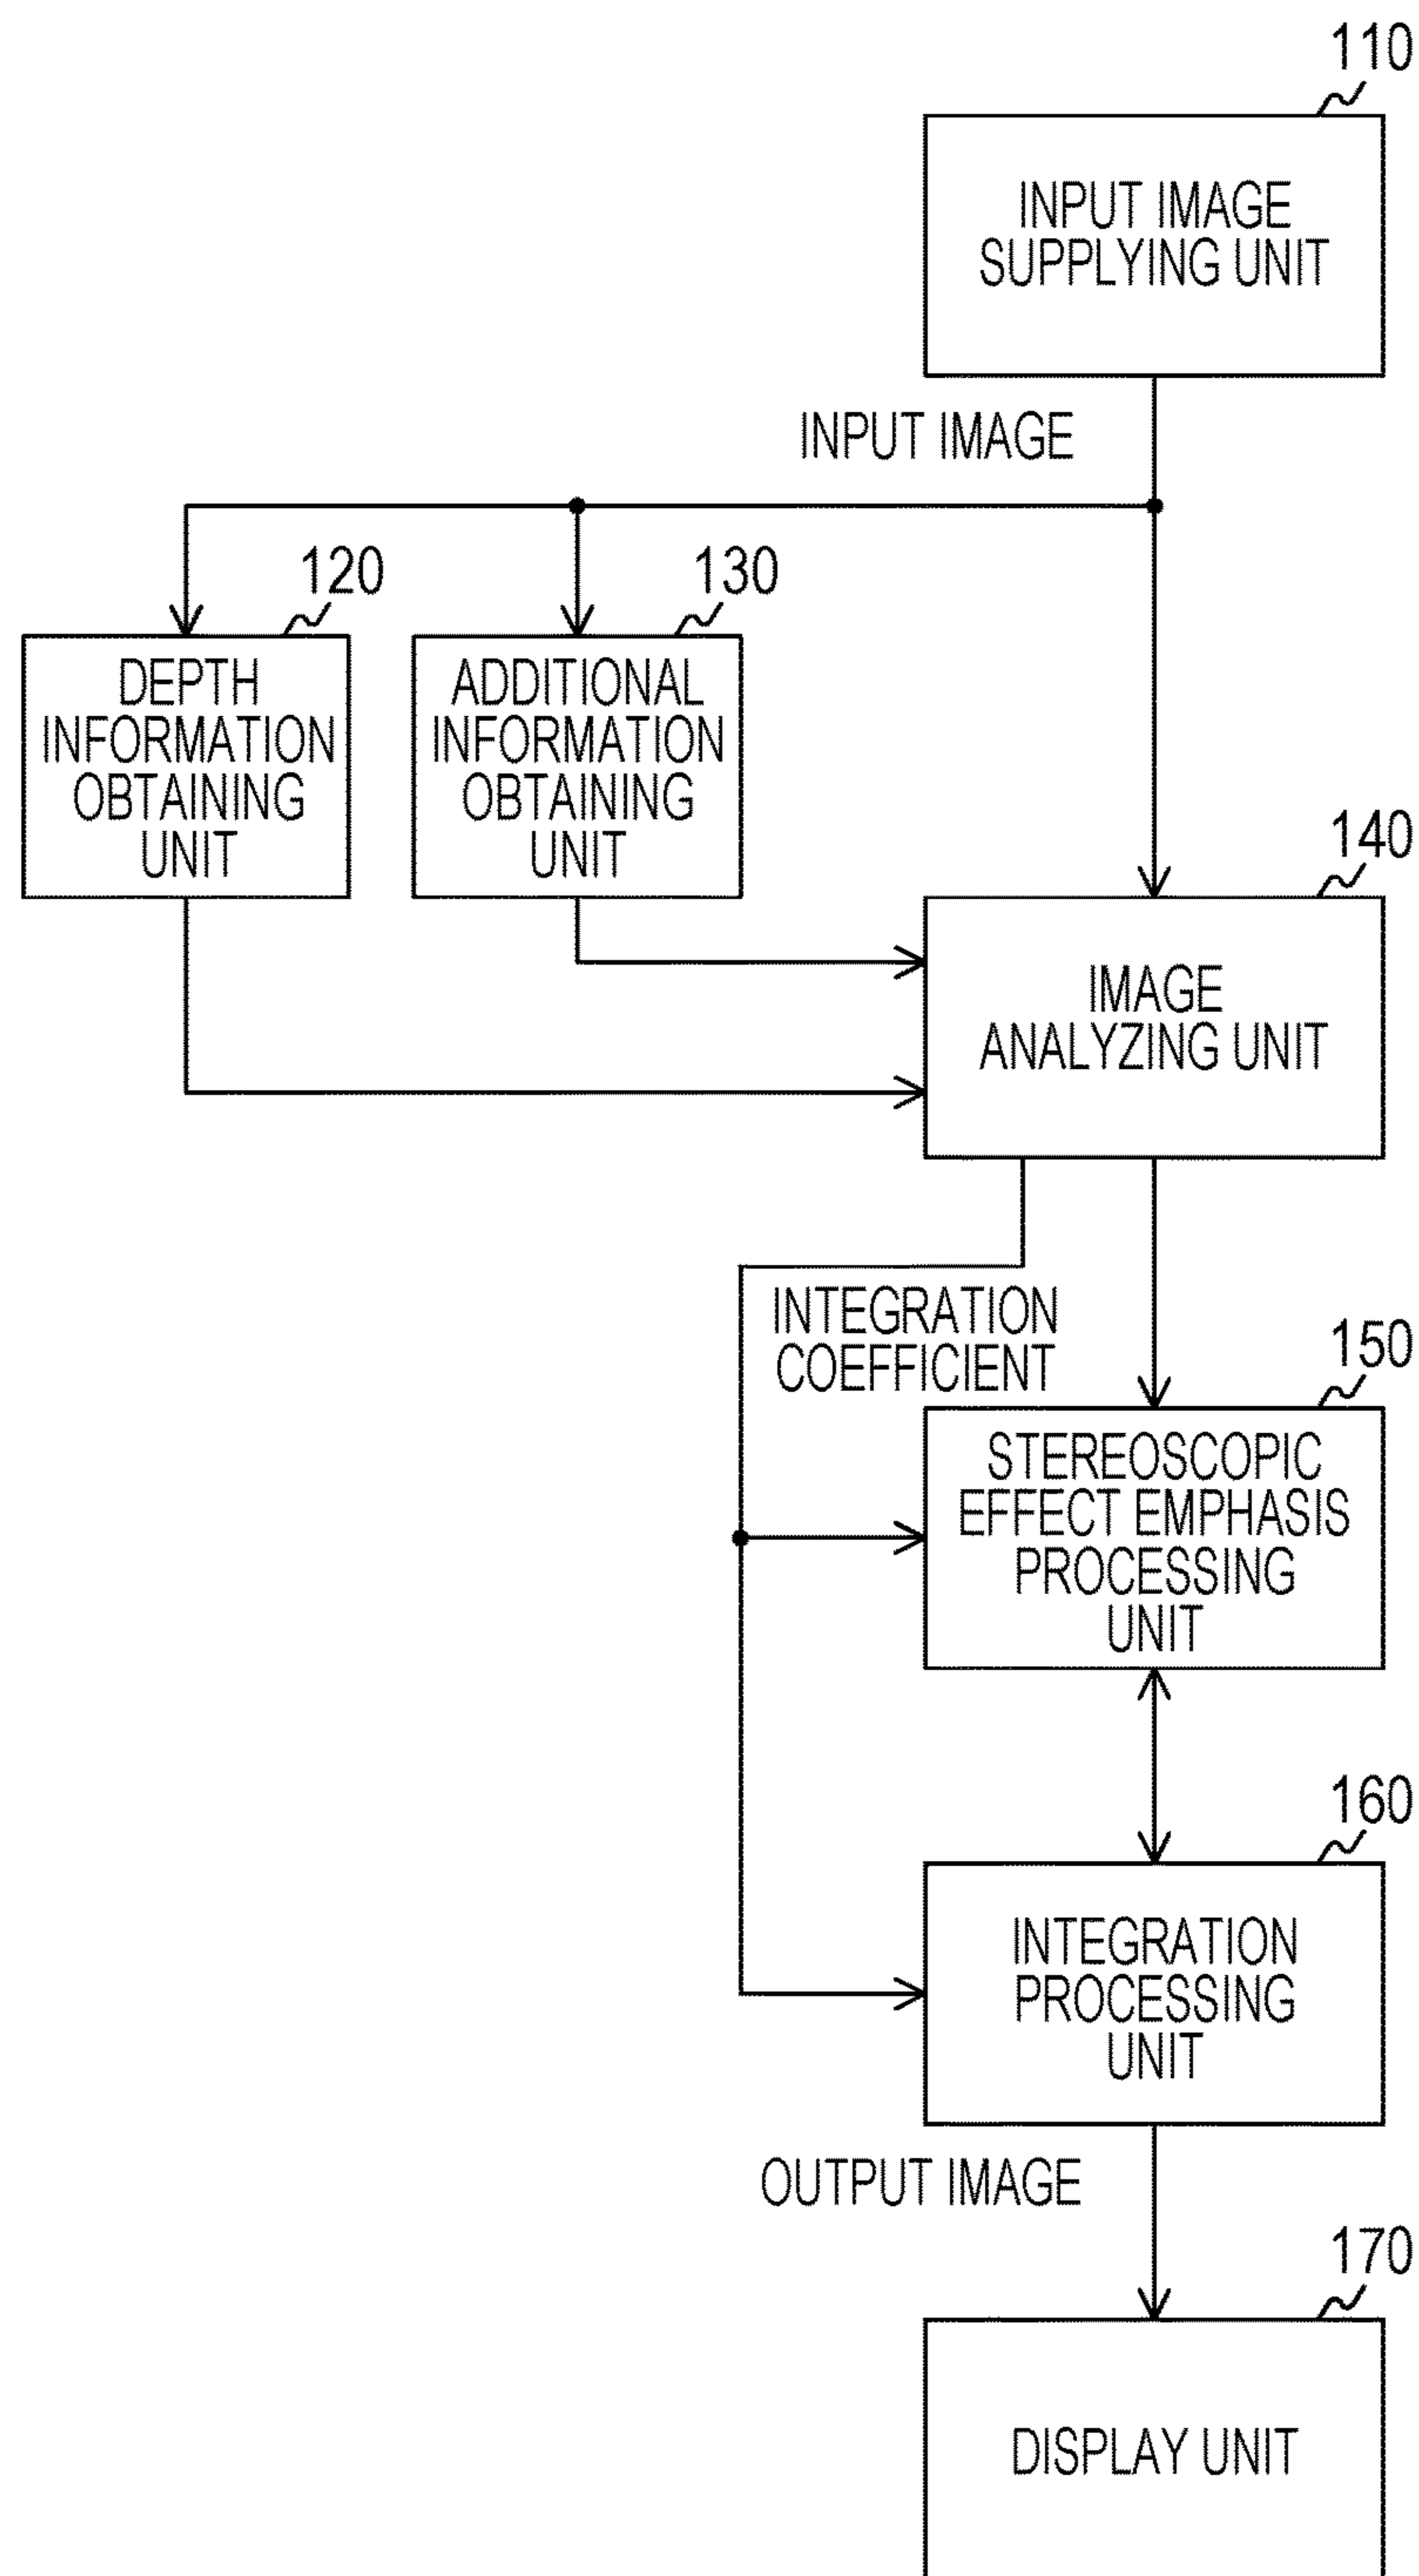 110
INPUT IMAGE
SUPPLYING UNIT
INPUT IMAGE
120
130
DEPTH
INFORMATION
OBTAINING
UNIT
ADDITIONAL
INFORMATION
OBTAINING
UNIT
140
IMAGE
ANALYZING UNIT
INTEGRATION
COEFFICIENT
150
STEREOSCOPIC
EFFECT EMPHASIS
PROCESSING
UNIT
160
INTEGRATION
PROCESSING
UNIT
OUTPUT IMAGE
170
DISPLAY UNIT